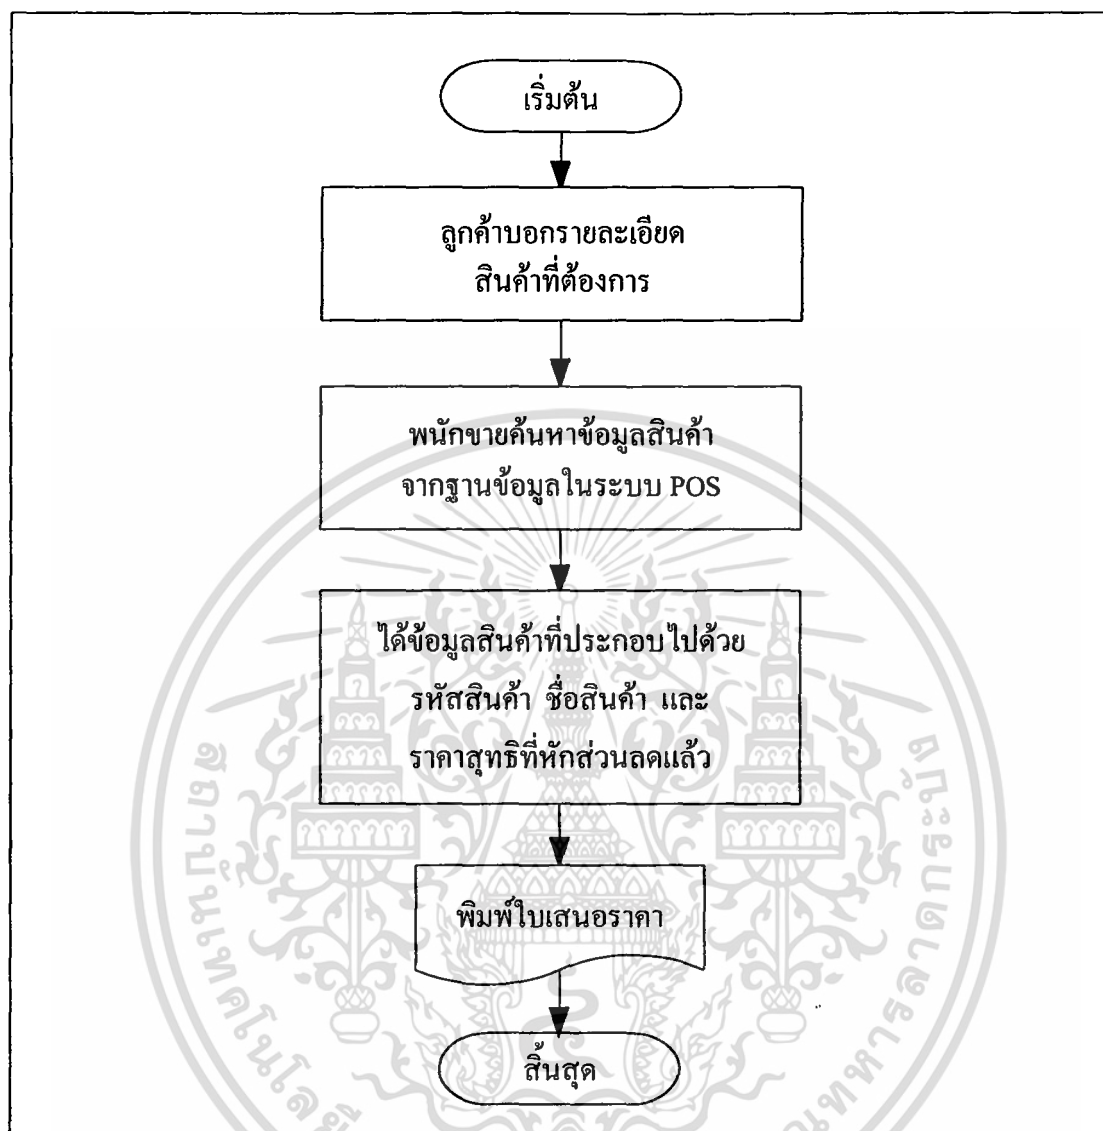 เริ่มต้น
ลูกค้าบอกรายละเอียด
สินค้าที่ต้องการ
พนักขายค้นหาข้อมูลสินค้า
จากฐานข้อมูลในระบบ POS
ได้ข้อมูลสินค้าที่ประกอบไปด้วย
รหัสสินค้า ชื่อสินค้า และ
ราคาสุทธิที่หักส่วนลดแล้ว
พิมพ์ใบเสนอราคา
สิ้นสุด